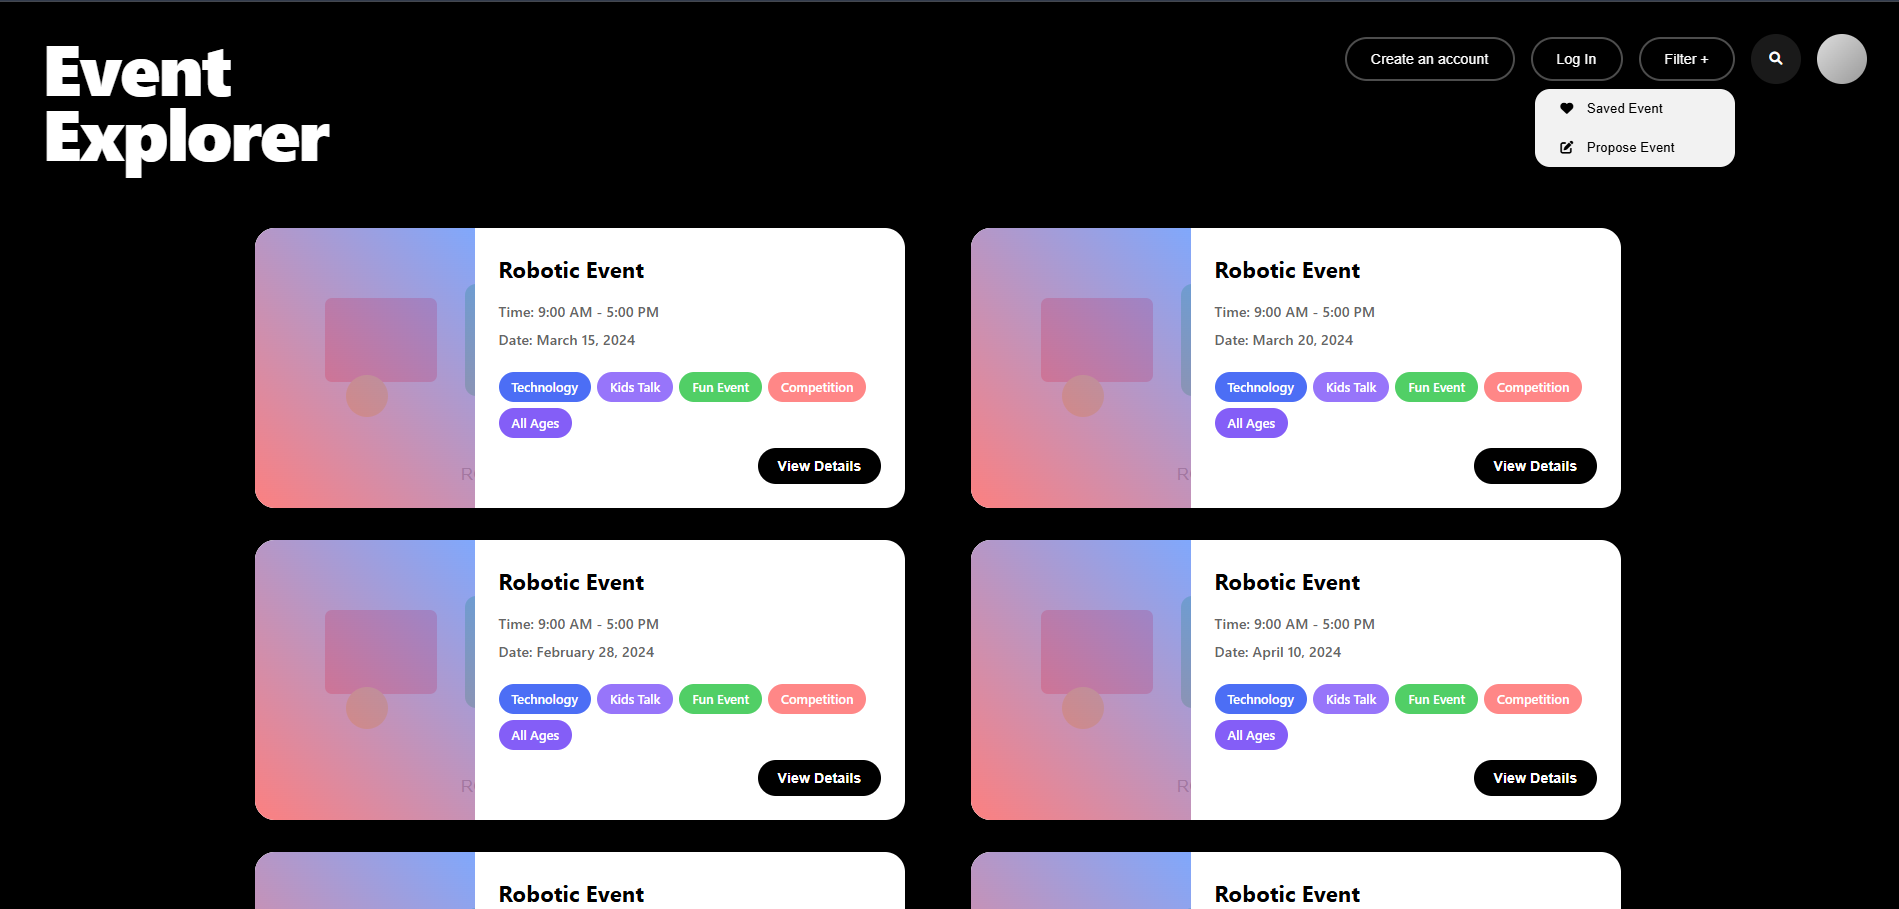 Event
Explorer
Create an account
Log In
Filter +
Saved Event
Propose Event
Robotic Event
Time: 9:00 AM - 5:00 PM
Date: March 15, 2024
Technology Kids Talk Fun Event Competition
All Ages
View Details
Robotic Event
Time: 9:00 AM - 5:00 PM
Date: March 20, 2024
Technology Kids Talk Fun Event Competition
All Ages
View Details
Robotic Event
Time: 9:00 AM - 5:00 PM
Date: February 28, 2024
Technology Kids Talk Fun Event Competition
All Ages
View Details
Robotic Event
Time: 9:00 AM - 5:00 PM
Date: April 10, 2024
Technology Kids Talk Fun Event Competition
All Ages
View Details
Robotic Event
Robotic Event